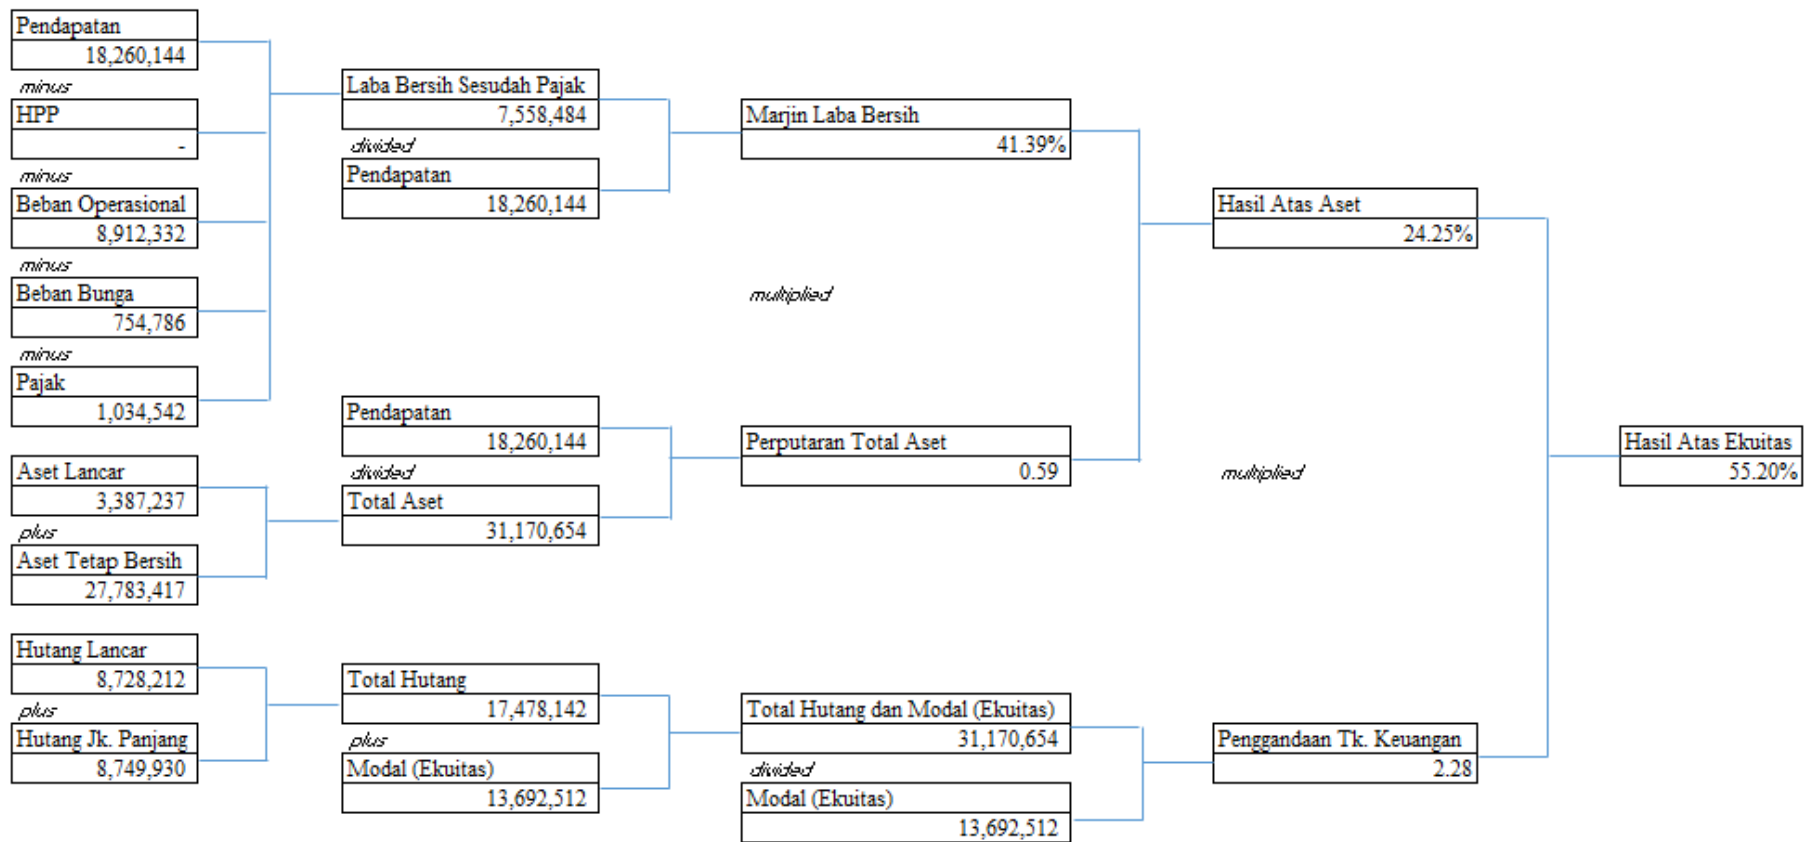 Pendapatan
18,260,144
minus
HPP
-
minus
Beban Operasional
8,912,332
minus
Beban Bunga
754,786
minus
Pajak
1,034,542
Aset Lancar
3,387,237
plus
Aset Tetap Bersih
27,783,417
Hutang Lancar
8,728,212
plus
Hutang Jk. Panjang
8,749,930
Laba Bersih Sesudah Pajak
7,558,484
divided
Pendapatan
18,260,144
Pendapatan
18,260,144
divided
Total Aset
31,170,654
Total Hutang
17,478,142
plus
Modal (Ekuitas)
13,692,512
Marjin Laba Bersih
41.39%
multiplied
Perputaran Total Aset
0.59
Total Hutang dan Modal (Ekuitas)
31,170,654
divided
Modal (Ekuitas)
13,692,512
Hasil Atas Aset
24.25%
multiplied
Penggandaan Tk. Keuangan
2.28
Hasil Atas Ekuitas
55.20%